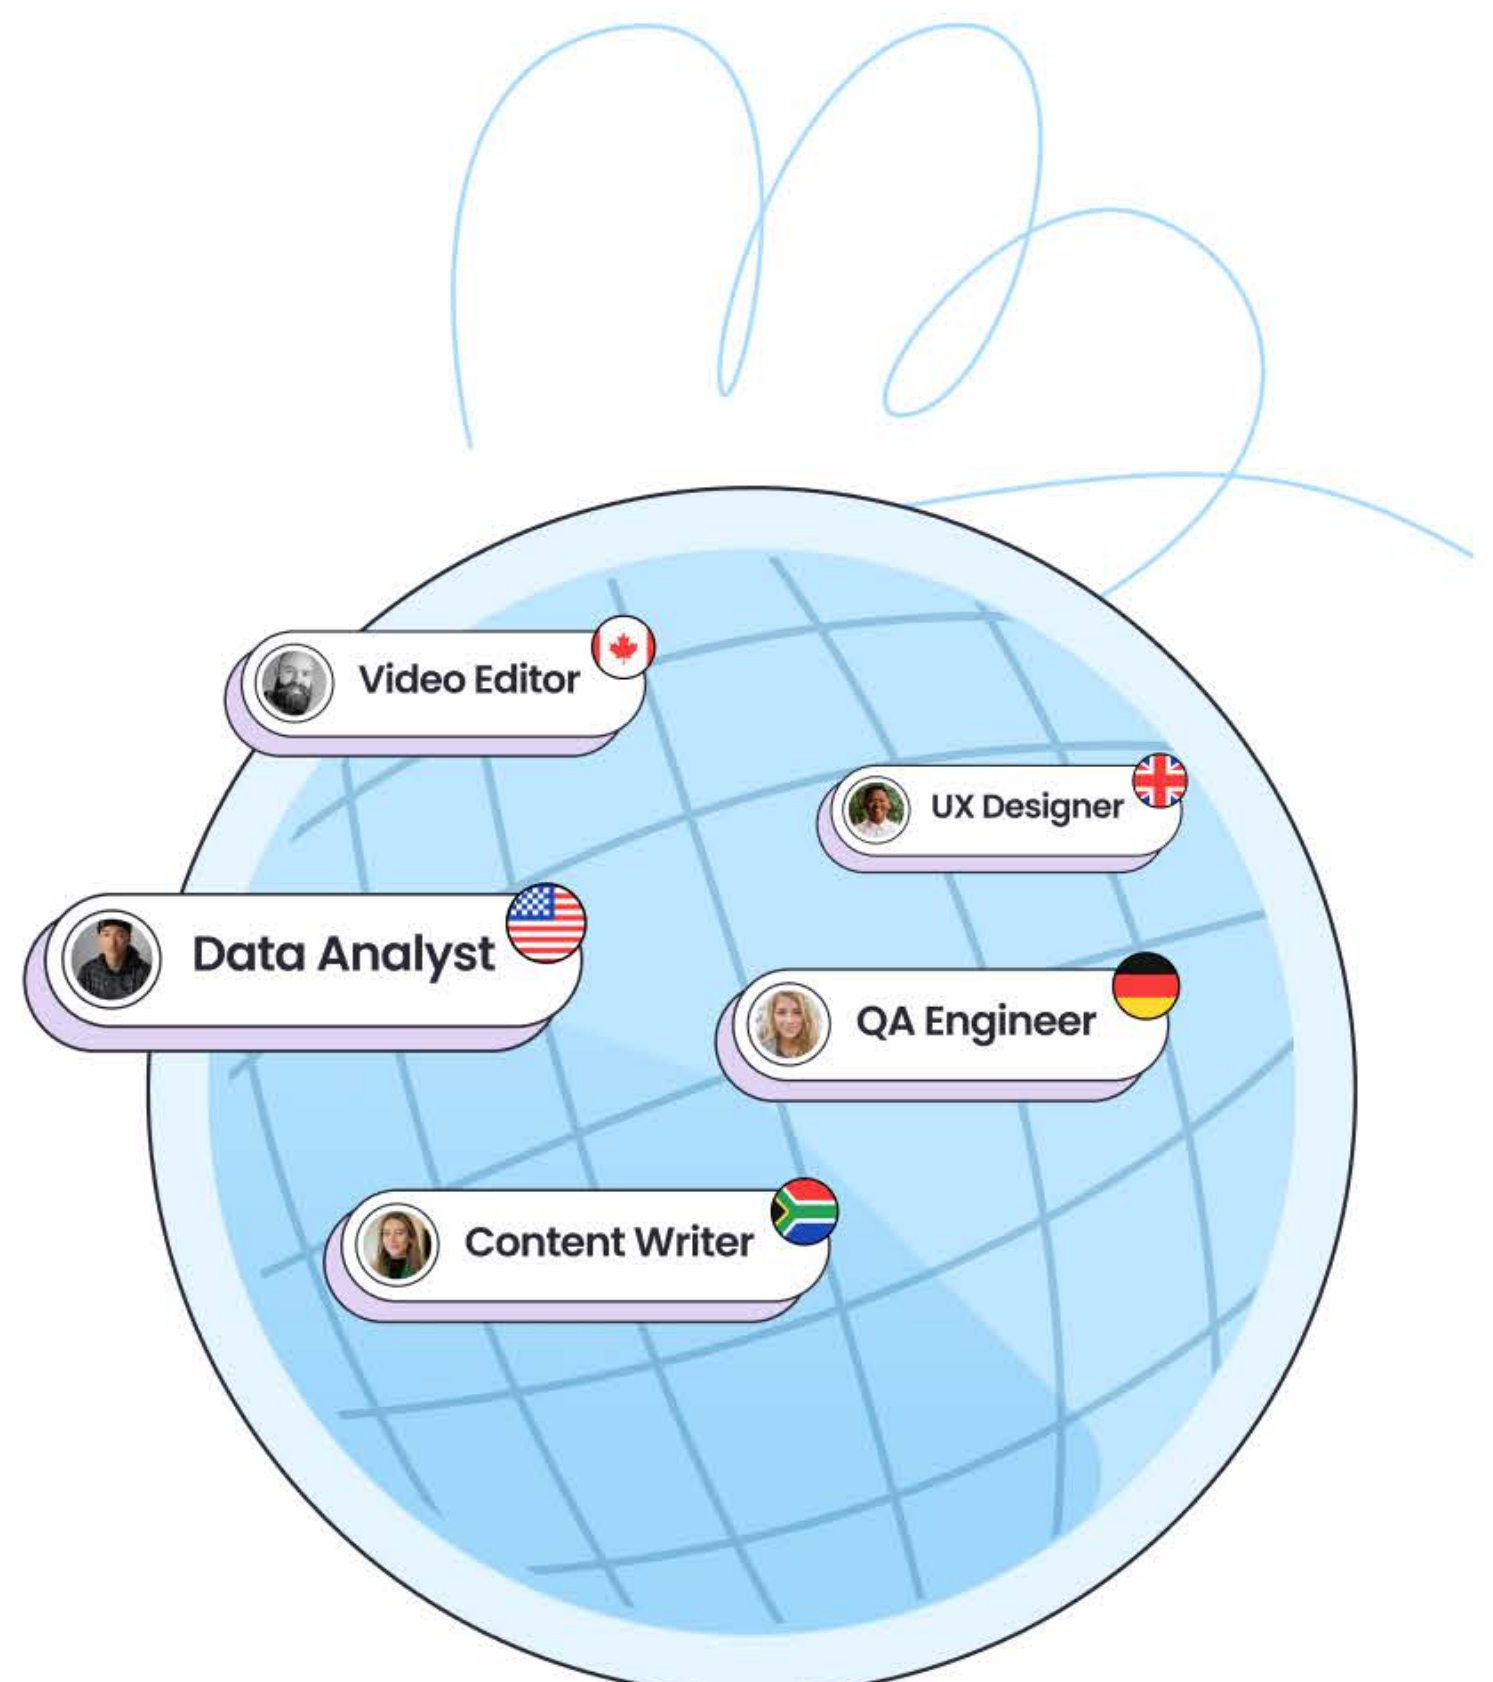 Video Editor
UX Designer
Data Analyst
QA Engineer
Content Writer